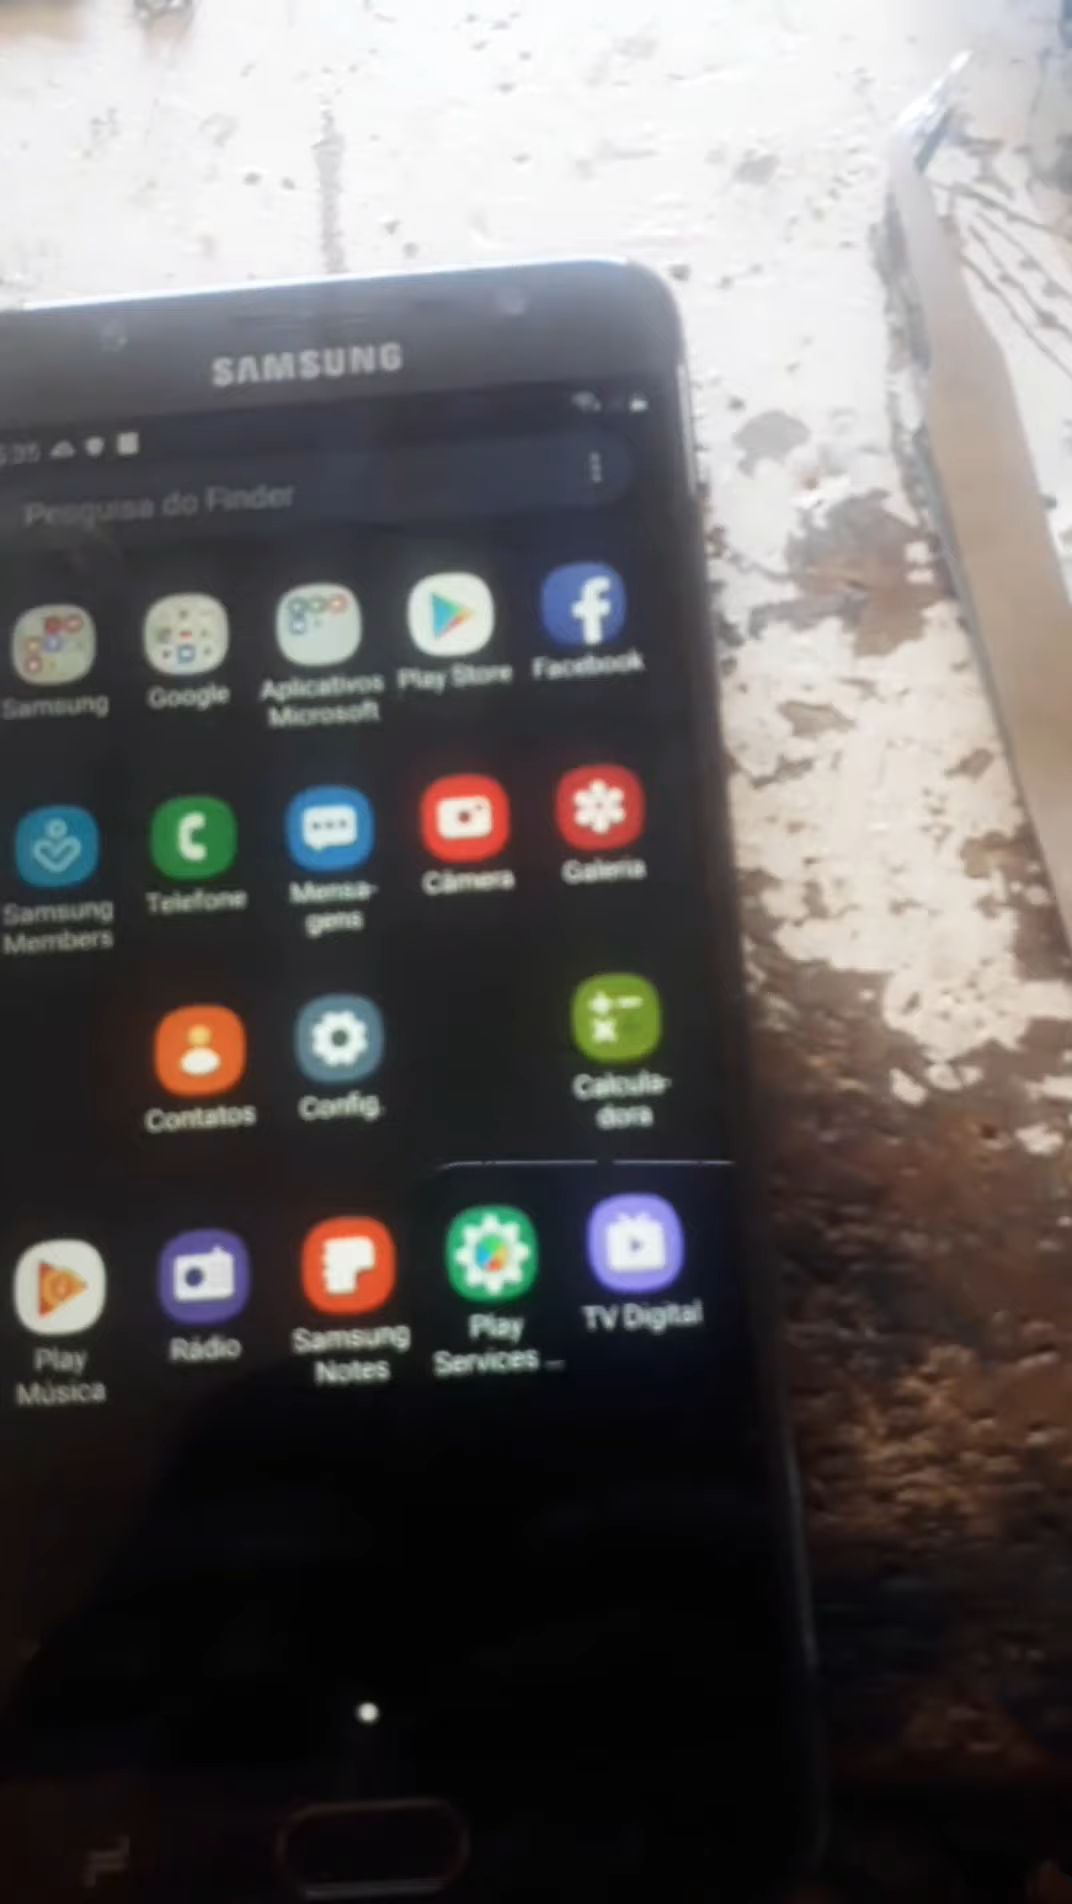 SAMSUNG
Pesquisa do Finder
Samsung
Google
Aplicativos
Microsoft
Play Store
Facebook
Samsung
Members
Telefone
Mensa-
gens
Câmera
Galeria
Contatos
Config.
Calcula-
dora
Play
Música
Rádio
Samsung
Notes
Play
Services ...
TV Digital